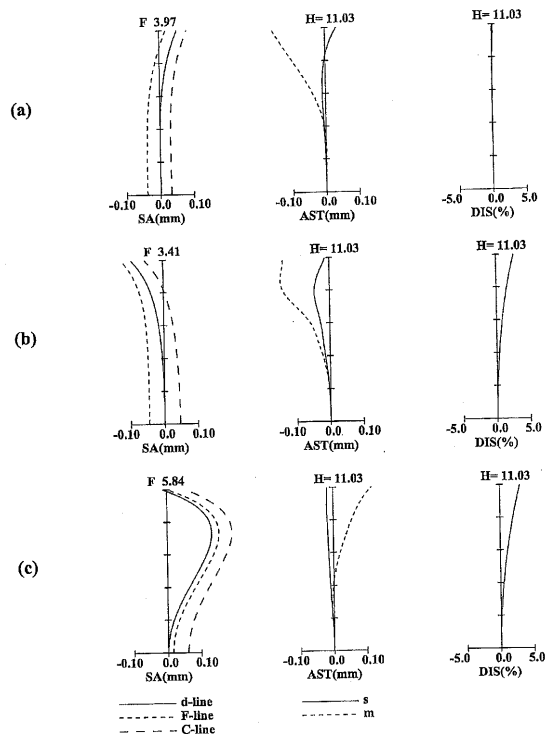 F 3.97 H= 11.03 H= 11.03
(a)
-0.10 0.0 0.10 -0.10 0.0 0.10 -5.0 0.0 5.0
SA(mm) AST(mm) DIS(%)
F 3.41 H= 11.03 H= 11.03
(b)
-0.10 0.0 0.10 -0.10 0.0 0.10 -5.0 0.0 5.0
SA(mm) AST(mm) DIS(%)
F 5.84 H= 11.03 H= 11.03
(c)
-0.10 0.0 0.10 -0.10 0.0 0.10 -5.0 0.0 5.0
SA(mm) AST(mm) DIS(%)
d-line s
F-line m
C-line